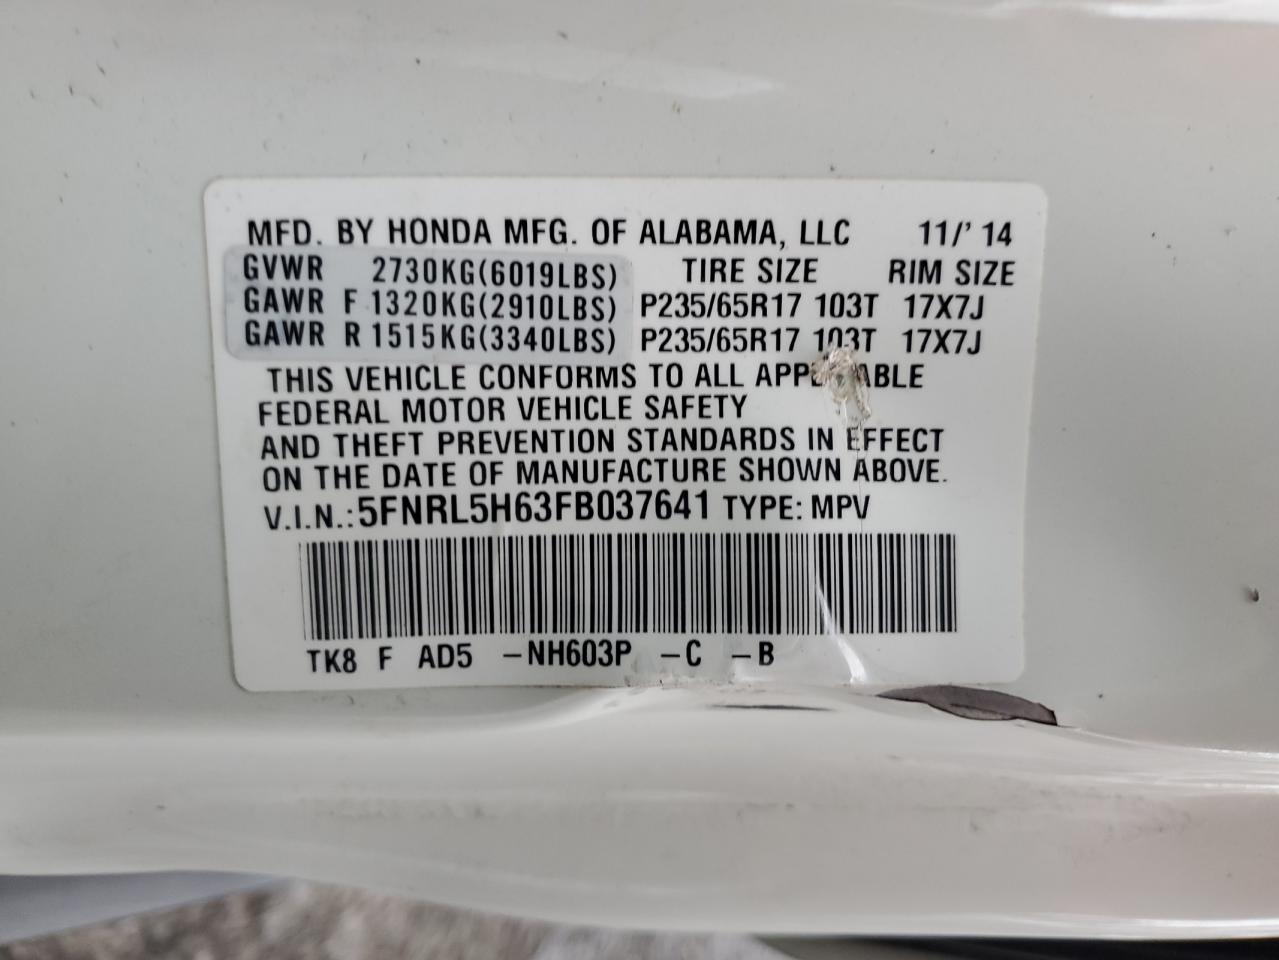 MFD. BY HONDA MFG. OF ALABAMA, LLC 11/' 14
GVWR 2730KG(6019LBS) TIRE SIZE RIM SIZE
GAWR F 1320KG(2910LBS) P235/65R17 103T 17X7J
GAWR R 1515KG(3340LBS) P235/65R17 103T 17X7J
THIS VEHICLE CONFORMS TO ALL
FEDERAL MOTOR VEHICLE SAFETY
AND THEFT PREVENTION STANDARDS IN EFFECT
ON THE DATE OF MANUFACTURE SHOWN ABOVE.
V.I.N.: 5FNRL5H63FB037641 TYPE: MPV
TK8 F AD5 -NH603P -C -B